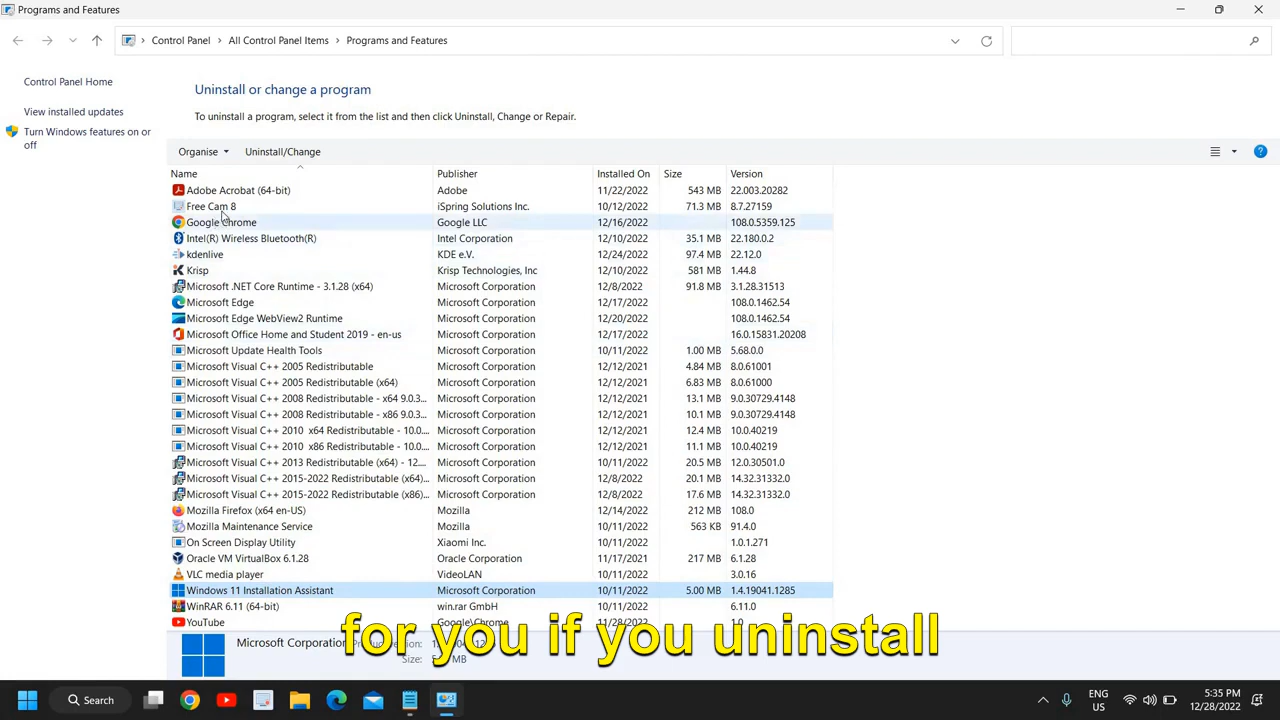 Programs and Features
Control Panel > All Control Panel Items > Programs and Features
Control Panel Home
View installed updates
Turn Windows features on or off
Uninstall or change a program
To uninstall a program, select it from the list and then click Uninstall, Change or Repair.
Organise Uninstall/Change
Name Publisher Installed On Size Version
Adobe Acrobat (64-bit) Adobe 11/22/2022 543 MB 22.003.20282
Free Cam 8 iSpring Solutions Inc. 10/12/2022 71.3 MB 8.7.27159
Google Chrome Google LLC 12/16/2022 108.0.5359.125
Intel(R) Wireless Bluetooth(R) Intel Corporation 12/10/2022 35.1 MB 22.180.0.2
kdenlive KDE e.V. 12/24/2022 97.4 MB 22.12.0
Krisp Krisp Technologies, Inc 12/10/2022 581 MB 1.44.8
Microsoft .NET Core Runtime - 3.1.28 (x64) Microsoft Corporation 12/8/2022 91.8 MB 3.1.28.31513
Microsoft Edge Microsoft Corporation 12/17/2022 108.0.1462.54
Microsoft Edge WebView2 Runtime Microsoft Corporation 12/20/2022 108.0.1462.54
Microsoft Office Home and Student 2019 - en-us Microsoft Corporation 12/17/2022 16.0.15831.20208
Microsoft Update Health Tools Microsoft Corporation 10/11/2022 1.00 MB 5.68.0.0
Microsoft Visual C++ 2005 Redistributable Microsoft Corporation 12/12/2021 4.84 MB 8.0.61001
Microsoft Visual C++ 2005 Redistributable (x64) Microsoft Corporation 12/12/2021 6.83 MB 8.0.61000
Microsoft Visual C++ 2008 Redistributable - x64 9.0.3... Microsoft Corporation 12/12/2021 13.1 MB 9.0.30729.4148
Microsoft Visual C++ 2008 Redistributable - x86 9.0.3... Microsoft Corporation 12/12/2021 10.1 MB 9.0.30729.4148
Microsoft Visual C++ 2010 x64 Redistributable - 10.0.... Microsoft Corporation 12/12/2021 12.4 MB 10.0.40219
Microsoft Visual C++ 2010 x86 Redistributable - 10.0.... Microsoft Corporation 12/12/2021 11.1 MB 10.0.40219
Microsoft Visual C++ 2013 Redistributable (x64) - 12.... Microsoft Corporation 10/11/2022 20.5 MB 12.0.30501.0
Microsoft Visual C++ 2015-2022 Redistributable (x64)... Microsoft Corporation 12/8/2022 20.1 MB 14.32.31332.0
Microsoft Visual C++ 2015-2022 Redistributable (x86)... Microsoft Corporation 12/8/2022 17.6 MB 14.32.31332.0
Mozilla Firefox (x64 en-US) Mozilla 12/14/2022 212 MB 108.0
Mozilla Maintenance Service Mozilla 10/11/2022 563 KB 91.4.0
On Screen Display Utility Xiaomi Inc. 10/11/2022 1.0.1.271
Oracle VM VirtualBox 6.1.28 Oracle Corporation 11/17/2021 217 MB 6.1.28
VLC media player VideoLAN 10/11/2022 3.0.16
Windows 11 Installation Assistant Microsoft Corporation 10/11/2022 5.00 MB 1.4.19041.1285
WinRAR 6.11 (64-bit) win.rar GmbH 10/11/2022 6.11.0
YouTube Google\Chrome 11/28/2022 1.0
for you if you uninstall
Microsoft Corporation
Size: MB
Search ENG US 5:35 PM 12/28/2022